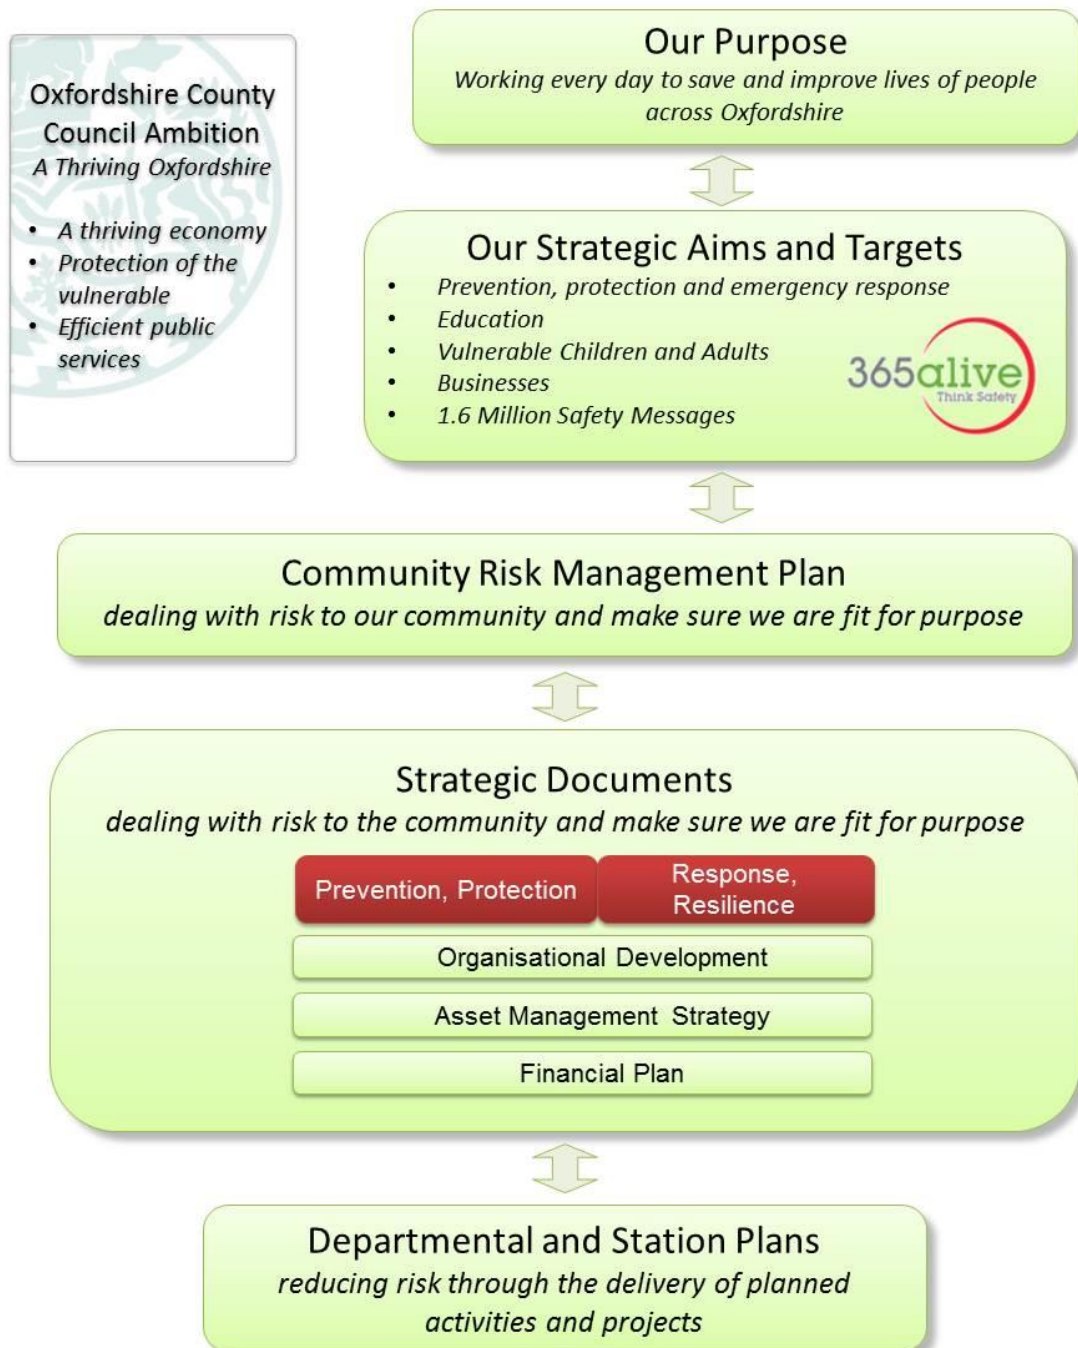 Oxfordshire County
Council Ambition
A Thriving Oxfordshire
• A thriving economy
• Protection of the
vulnerable
• Efficient public
services
Our Purpose
Working every day to save and improve lives of people
across Oxfordshire
Our Strategic Aims and Targets
• Prevention, protection and emergency response
• Education
• Vulnerable Children and Adults
• Businesses
• 1.6 Million Safety Messages
365alive
Think Safety
Community Risk Management Plan
dealing with risk to our community and make sure we are fit for purpose
Strategic Documents
dealing with risk to the community and make sure we are fit for purpose
Prevention, Protection
Response,
Resilience
Organisational Development
Asset Management Strategy
Financial Plan
Departmental and Station Plans
reducing risk through the delivery of planned
activities and projects